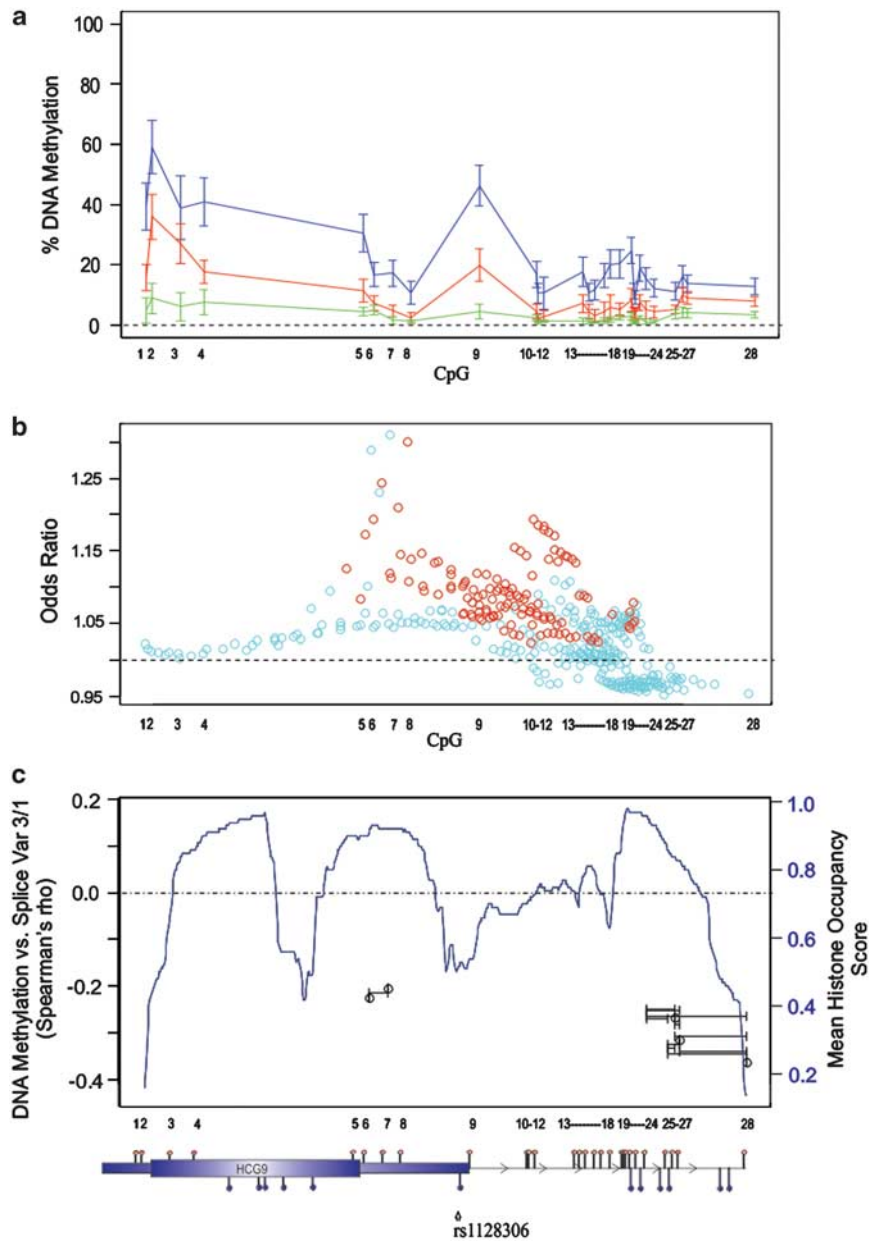 a
% DNA Methylation
100
80
60
40
20
0
1 2 3 4 5 6 7 8 9 10-12 13--------18 19----24 25-27 28
CpG
b
Odds Ratio
1.25
1.15
1.05
0.95
12 3 4 5 6 7 8 9 10-12 13--------18 19----24 25-27 28
CpG
c
DNA Methylation vs. Splice Var 3/1
(Spearman's rho)
0.2
0.0
-0.2
-0.4
1.0
0.8
0.6
0.4
0.2
Mean Histone Occupancy
Score
12 3 4 5 6 7 8 9 10-12 13--------18 19----24 25-27 28
HCG9
rs1128306